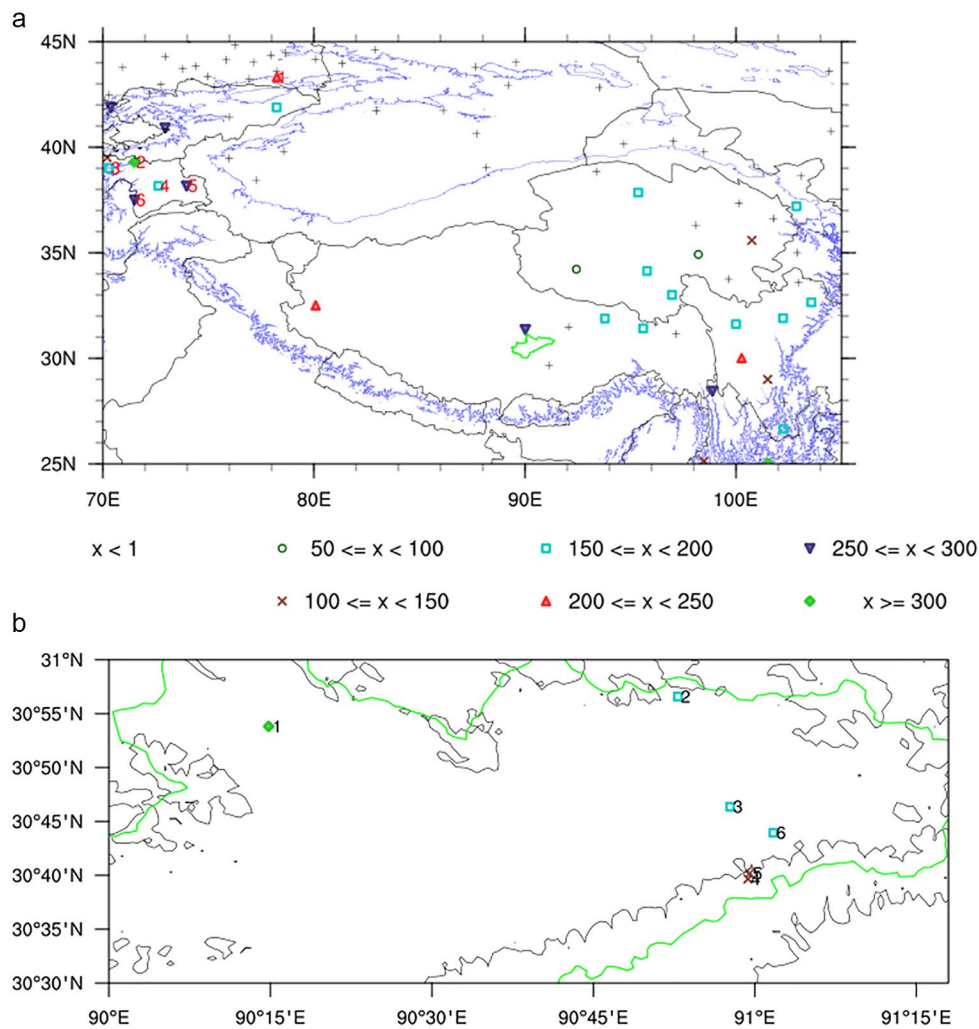 a
45N
1
40N
2
3
4 5
6
35N
30N
25N
70E 80E 90E 100E
x < 1 50 <= x < 100 150 <= x < 200 250 <= x < 300
100 <= x < 150 200 <= x < 250 x >= 300
b
31°N
2
30°55'N
1
30°50'N
3
30°45'N
6
30°40'N
5
4
30°35'N
30°30'N
90°E 90°15'E 90°30'E 90°45'E 91°E 91°15'E